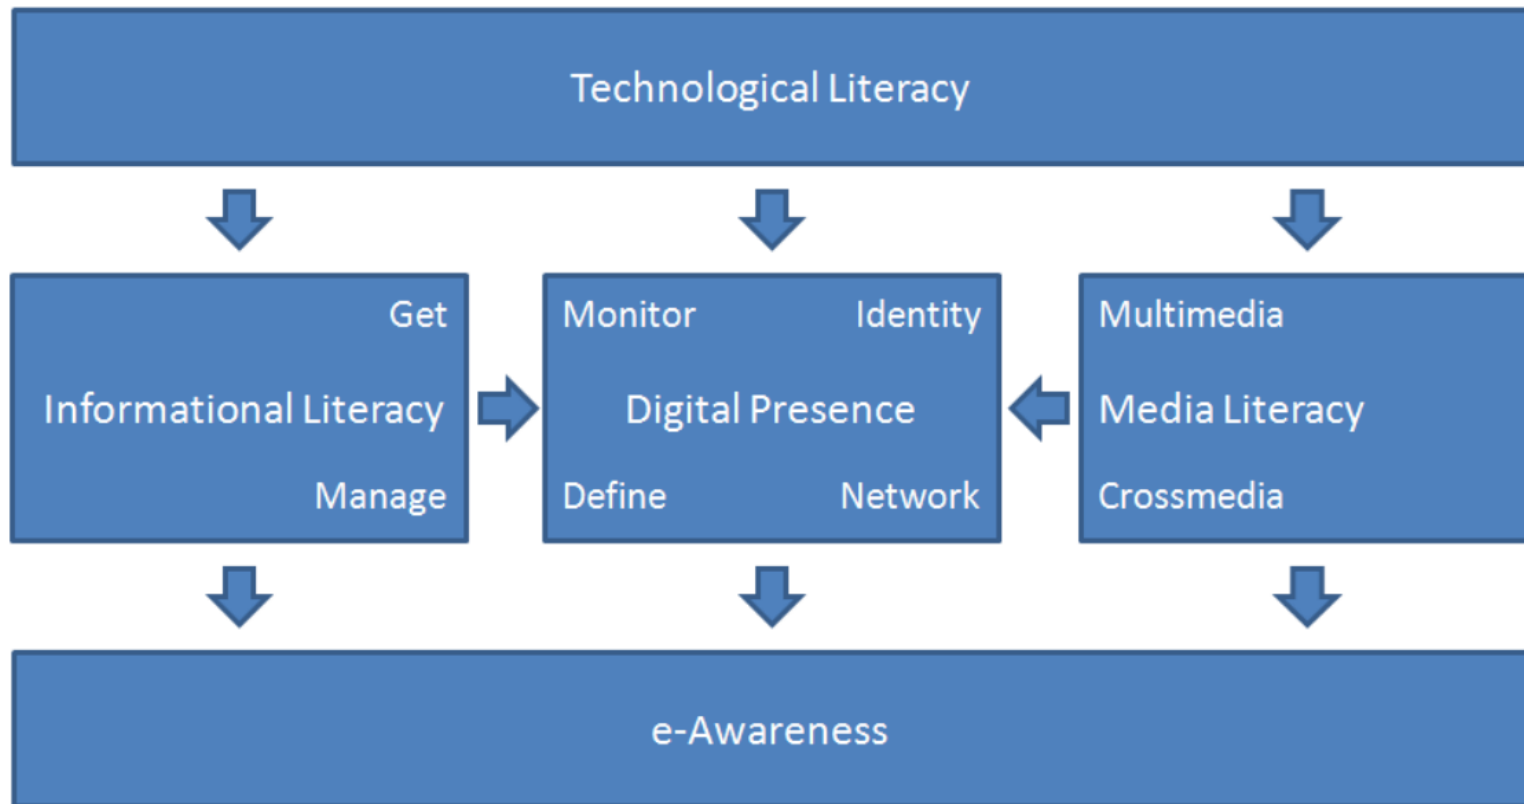 Technological Literacy
Get
Informational Literacy
Manage
Monitor Identity
Digital Presence
Define Network
Multimedia
Media Literacy
Crossmedia
e-Awareness